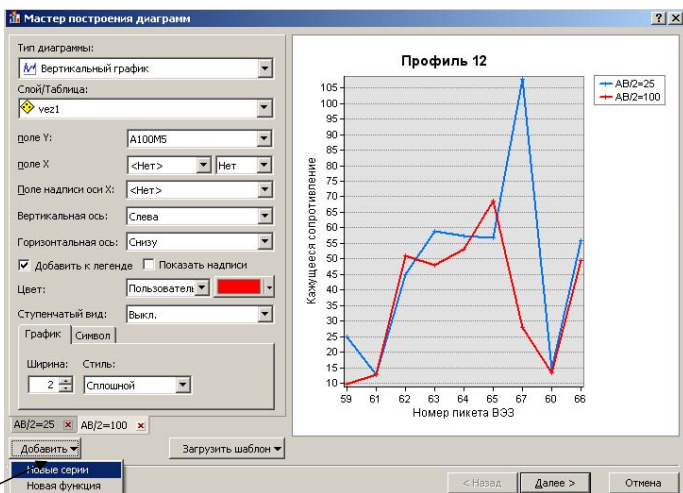 Мастер построения диаграмм
Тип диаграммы:
Вертикальный график
Слой/Таблица:
vez1
поле Y: A100M5
поле X <Нет> Нет
Поле надписи оси X: <Нет>
Вертикальная ось: Слева
Горизонтальная ось: Снизу
Добавить к легенде Показать надписи
Цвет: Пользователь
Ступенчатый вид: Выкл.
График Символ
Ширина: Стиль:
2 Сплошной
AB/2=25 AB/2=100
Добавить Загрузить шаблон
Новые серии
Новая функция
Профиль 12
AB/2=25
AB/2=100
Кажущееся сопротивление
105
100
95
90
85
80
75
70
65
60
55
50
45
40
35
30
25
20
15
10
59 61 62 63 64 65 67 60 66
Номер пикета ВЭЗ
< Назад Далее > Отмена